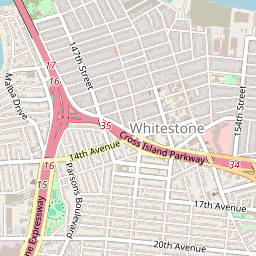 147th Street
17
16
Malba Drive
35
Cross Island Parkway
Whitestone
154th Street
14th Avenue
16
34
15
Parsons Boulevard
17th Avenue
ne Expressway
20th Avenue